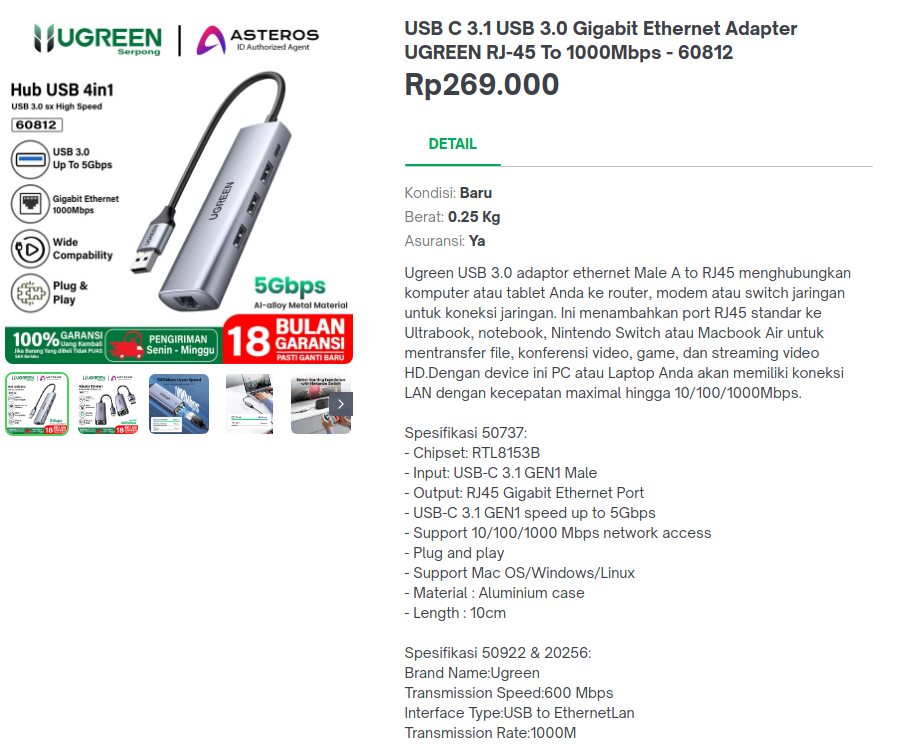 UGREEN
Serpong
ASTEROS
ID Authorized Agent
Hub USB 4in1
USB 3.0 5x High Speed
60812
USB 3.0
Up To 5Gbps
Gigabit Ethernet
1000Mbps
Wide
Compability
Plug &
Play
UGREEN
UGREEN
5Gbps
Al-alloy Metal Material
100% GARANSI
Uang Kembali
PENGIRIMAN
Senin - Minggu
18 BULAN
GARANSI
PASTI GANTI BARU
USB C 3.1 USB 3.0 Gigabit Ethernet Adapter
UGREEN RJ-45 To 1000Mbps - 60812
Rp269.000
DETAIL
Kondisi: Baru
Berat: 0.25 Kg
Asuransi: Ya
Ugreen USB 3.0 adaptor ethernet Male A to RJ45 menghubungkan
komputer atau tablet Anda ke router, modem atau switch jaringan
untuk koneksi jaringan. Ini menambahkan port RJ45 standar ke
Ultrabook, notebook, Nintendo Switch atau Macbook Air untuk
mentransfer file, konferensi video, game, dan streaming video
HD.Dengan device ini PC atau Laptop Anda akan memiliki koneksi
LAN dengan kecepatan maximal hingga 10/100/1000Mbps.
Spesifikasi 50737:
- Chipset: RTL8153B
- Input: USB-C 3.1 GEN1 Male
- Output: RJ45 Gigabit Ethernet Port
- USB-C 3.1 GEN1 speed up to 5Gbps
- Support 10/100/1000 Mbps network access
- Plug and play
- Support Mac OS/Windows/Linux
- Material : Aluminium case
- Length : 10cm
Spesifikasi 50922 & 20256:
Brand Name:Ugreen
Transmission Speed:600 Mbps
Interface Type:USB to EthernetLan
Transmission Rate:1000M